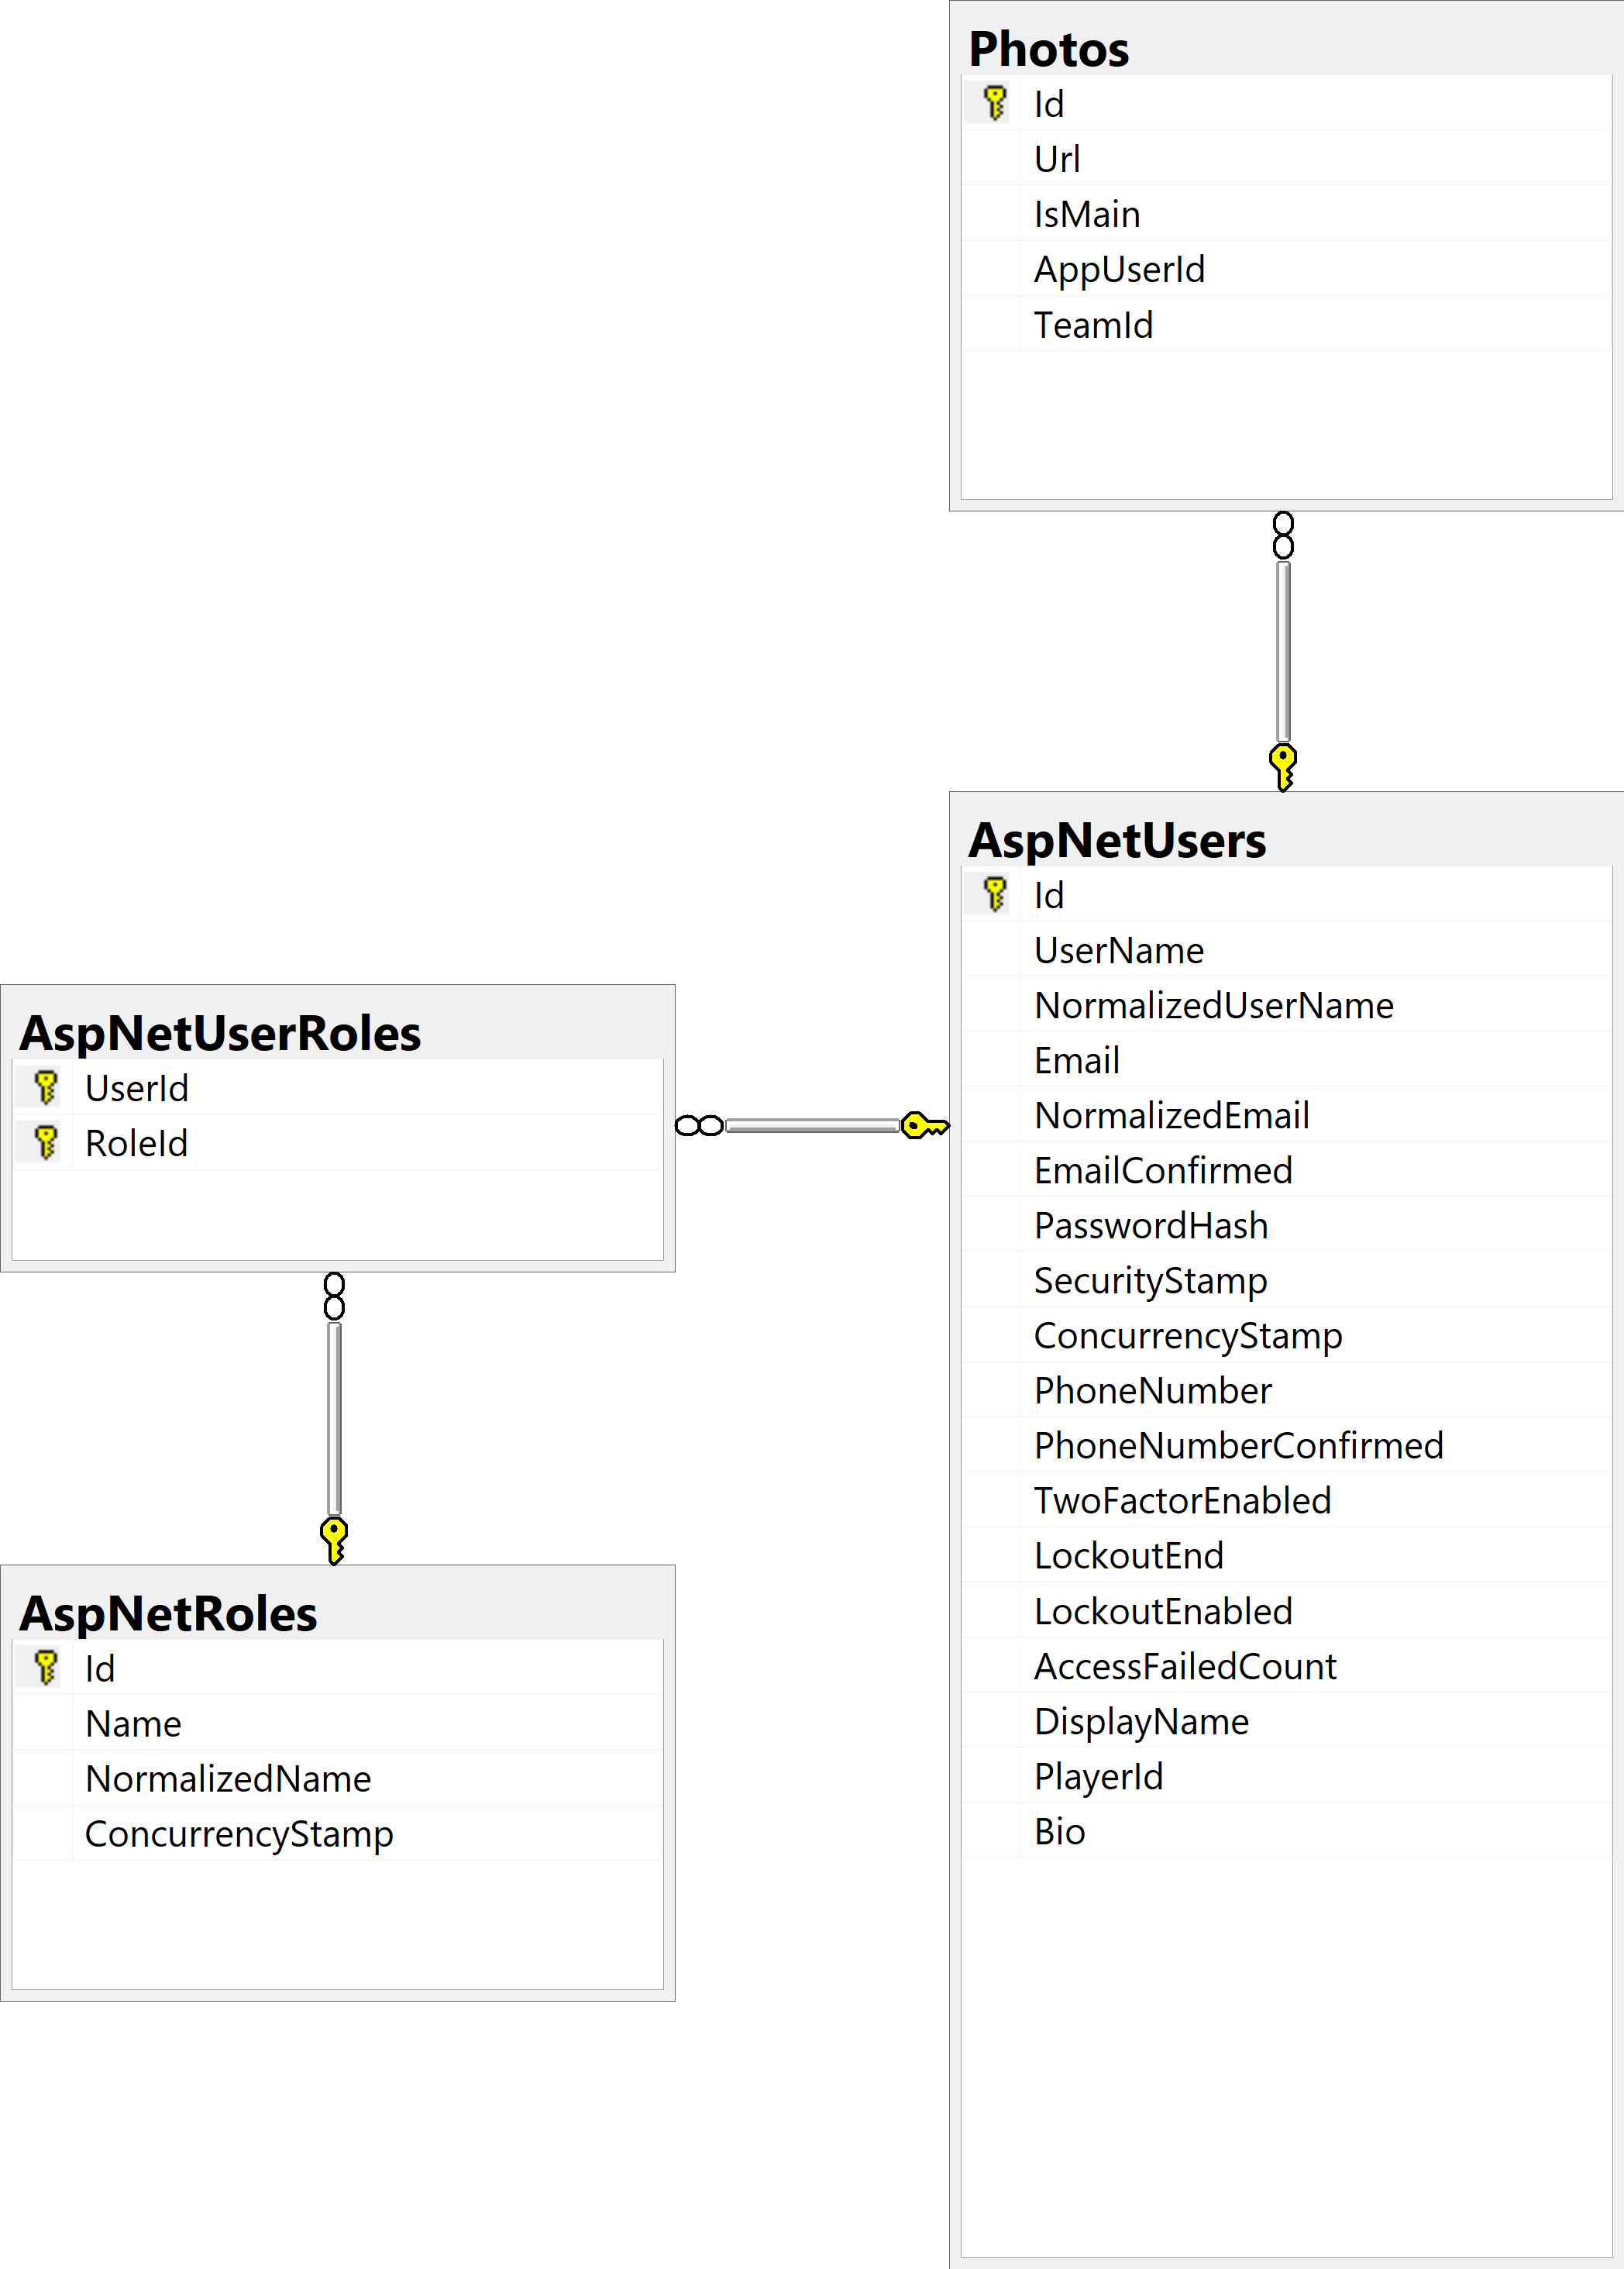 Photos
Id
Url
IsMain
AppUserId
TeamId
AspNetUsers
Id
UserName
NormalizedUserName
Email
NormalizedEmail
EmailConfirmed
PasswordHash
SecurityStamp
ConcurrencyStamp
PhoneNumber
PhoneNumberConfirmed
TwoFactorEnabled
LockoutEnd
LockoutEnabled
AccessFailedCount
DisplayName
PlayerId
Bio
AspNetUserRoles
UserId
RoleId
AspNetRoles
Id
Name
NormalizedName
ConcurrencyStamp